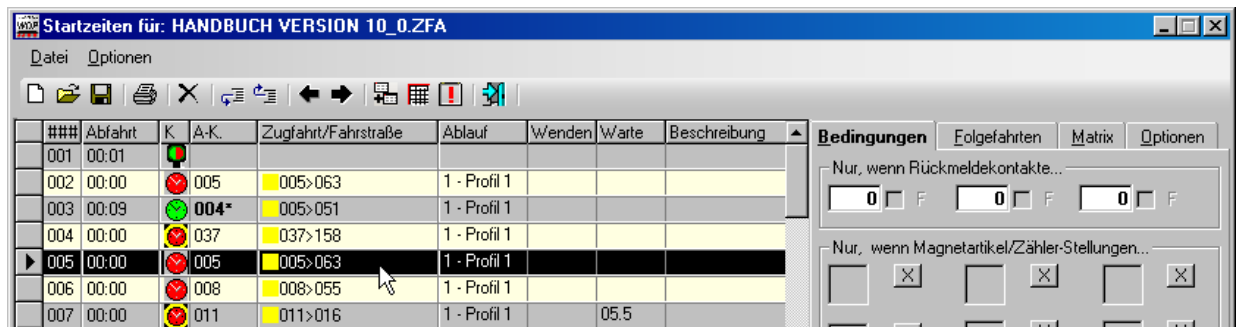 Startzeiten für: HANDBUCH VERSION 10_0.ZFA
Datei Optionen
### Abfahrt K. A-K. Zugfahrt/Fahrstraße Ablauf Wenden Warte Beschreibung
001 00:01
002 00:00 005 005>063 1 - Profil 1
003 00:09 004* 005>051 1 - Profil 1
004 00:00 037 037>158 1 - Profil 1
005 00:00 005 005>063 1 - Profil 1
006 00:00 008 008>055 1 - Profil 1
007 00:00 011 011>016 1 - Profil 1 05.5
Bedingungen Folgefahrten Matrix Optionen
Nur, wenn Rückmeldekontakte...
0 F 0 F 0 F
Nur, wenn Magnetartikel/Zähler-Stellungen...
X X X